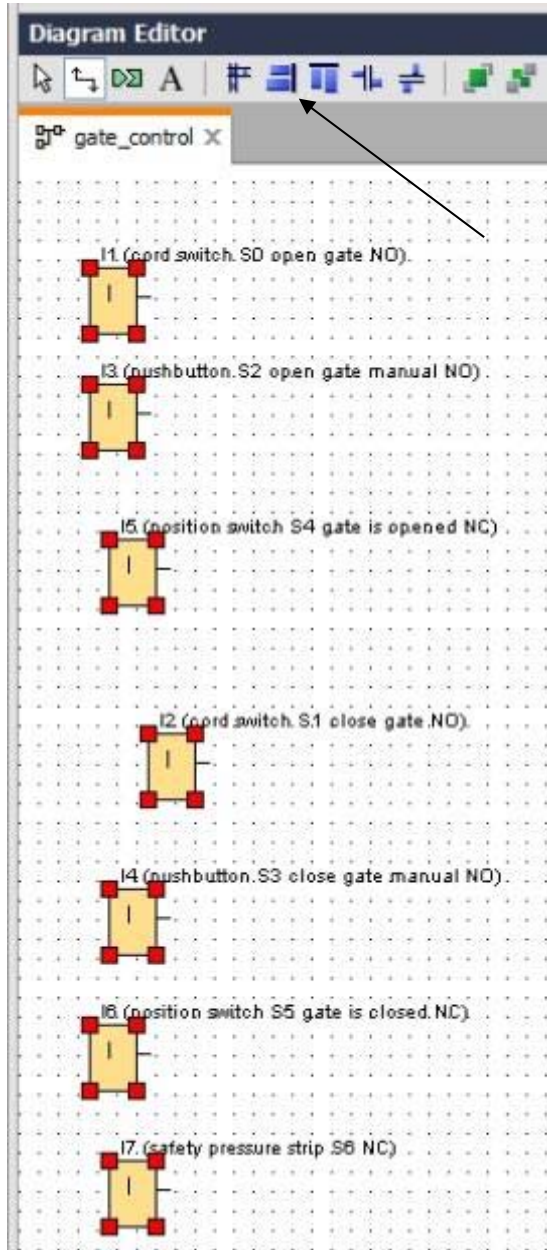 Diagram Editor
A
gate_control X
I1 (cord switch S0 open gate NO)
I
I3 (pushbutton S2 open gate manual NO)
I
I5 (position switch S4 gate is opened NC)
I
I2 (cord switch S1 close gate NO)
I
I4 (pushbutton S3 close gate manual NO)
I
I6 (position switch S5 gate is closed NC)
I
I7 (safety pressure strip S6 NC)
I